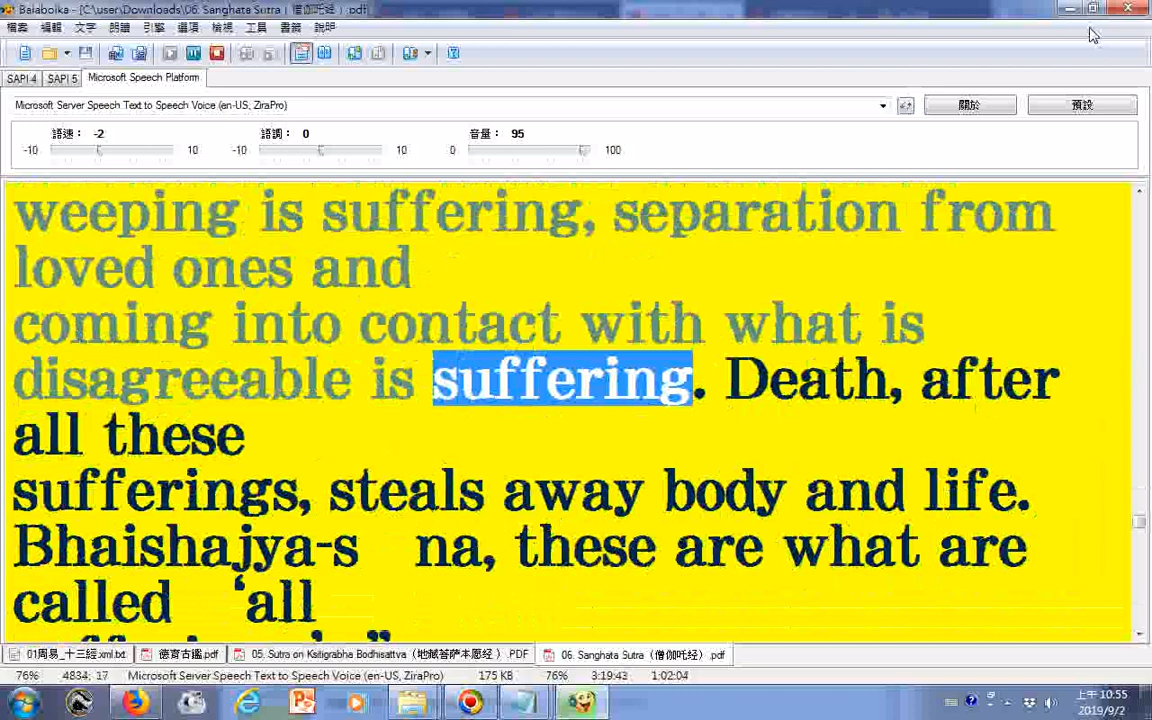 Balabolka - [C:\user\Downloads\06. Sanghata Sutra（僧伽吒经）.pdf]
檔案 編輯 文字 朗讀 引擎 選項 檢視 工具 書籤 說明
SAPI 4 SAPI 5 Microsoft Speech Platform
Microsoft Server Speech Text to Speech Voice (en-US, ZiraPro) 關於 預設
語速： -2 語調： 0 音量： 95
-10 10 -10 10 0 100
weeping is suffering, separation from
loved ones and
coming into contact with what is
disagreeable is suffering. Death, after
all these
sufferings, steals away body and life.
Bhaishajya-s na, these are what are
called ‘all
01周易_十三經.xml.txt 德育古鑑.pdf 05. Sutra on Ksitigrabha Bodhisattva（地藏菩萨本愿经）.PDF 06. Sanghata Sutra（僧伽吒经）.pdf
76% 4834; 17 Microsoft Server Speech Text to Speech Voice (en-US, ZiraPro) 175 KB 76% 3:19:43 1:02:04
上午 10:55
2019/9/2